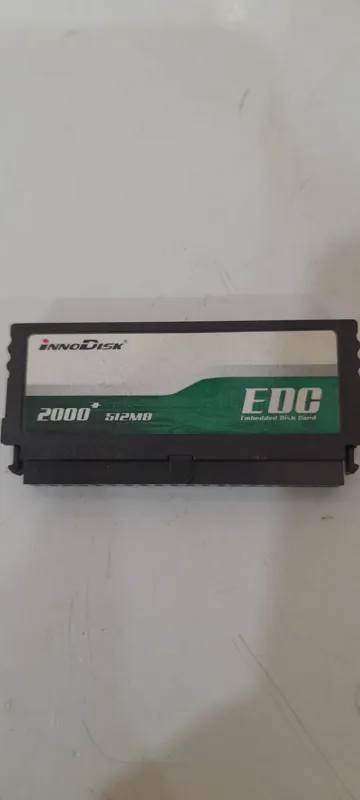 InnoDisk
EDC
2000+ 512MB
Embedded Disk Card